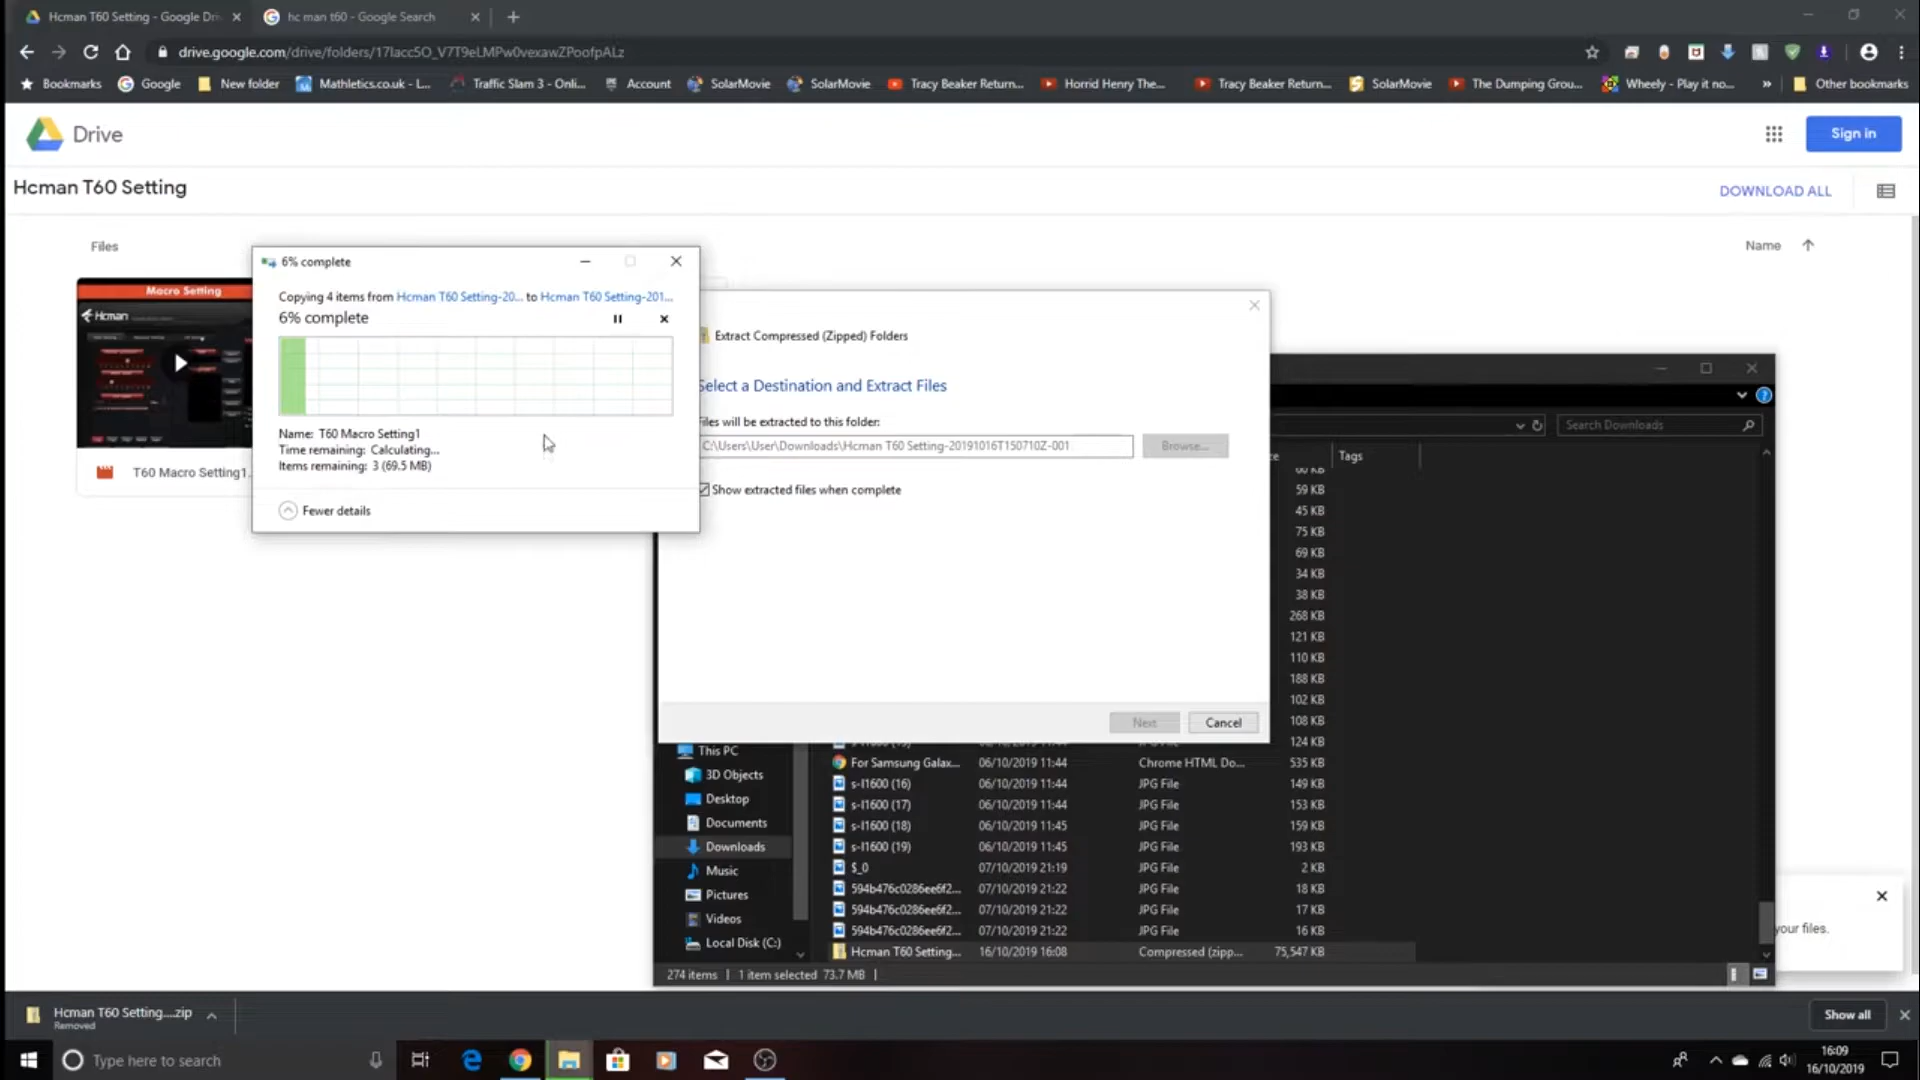 Hcman T60 Setting - Google Dri
hc man t60 - Google Search
drive.google.com/drive/folders/17lacc5O_V7T9eLMPw0vexawZPoofpALz
Bookmarks
Google
New folder
Mathletics.co.uk - L...
Traffic Slam 3 - Onli...
Account
SolarMovie
SolarMovie
Tracy Beaker Return...
Horrid Henry The...
Tracy Beaker Return...
SolarMovie
The Dumping Grou...
Wheely - Play it no...
»
Other bookmarks
Drive
Sign in
Hcman T60 Setting
DOWNLOAD ALL
Files
Name
Macro Setting
Hcman
T60 Macro Setting1.
6% complete
Copying 4 items from Hcman T60 Setting-20... to Hcman T60 Setting-201...
6% complete
Name: T60 Macro Setting1
Time remaining: Calculating...
Items remaining: 3 (69.5 MB)
Fewer details
Extract Compressed (Zipped) Folders
Select a Destination and Extract Files
Files will be extracted to this folder:
C:\Users\User\Downloads\Hcman T60 Setting-20191016T150710Z-001
Browse...
Show extracted files when complete
Next
Cancel
Search Downloads
Tags
59 KB
45 KB
75 KB
69 KB
34 KB
38 KB
268 KB
121 KB
110 KB
188 KB
102 KB
108 KB
124 KB
This PC
3D Objects
Desktop
Documents
Downloads
Music
Pictures
Videos
Local Disk (C:)
For Samsung Galax... 06/10/2019 11:44 Chrome HTML Do... 535 KB
s-l1600 (16) 06/10/2019 11:44 JPG File 149 KB
s-l1600 (17) 06/10/2019 11:44 JPG File 153 KB
s-l1600 (18) 06/10/2019 11:45 JPG File 159 KB
s-l1600 (19) 06/10/2019 11:45 JPG File 193 KB
$_0 07/10/2019 21:19 JPG File 2 KB
594b476c0286ee6f2... 07/10/2019 21:22 JPG File 18 KB
594b476c0286ee6f2... 07/10/2019 21:22 JPG File 17 KB
594b476c0286ee6f2... 07/10/2019 21:22 JPG File 16 KB
Hcman T60 Setting... 16/10/2019 16:08 Compressed (zipp... 75,547 KB
274 items | 1 item selected 73.7 MB |
your files.
Hcman T60 Setting....zip
Removed
Show all
Type here to search
16:09
16/10/2019